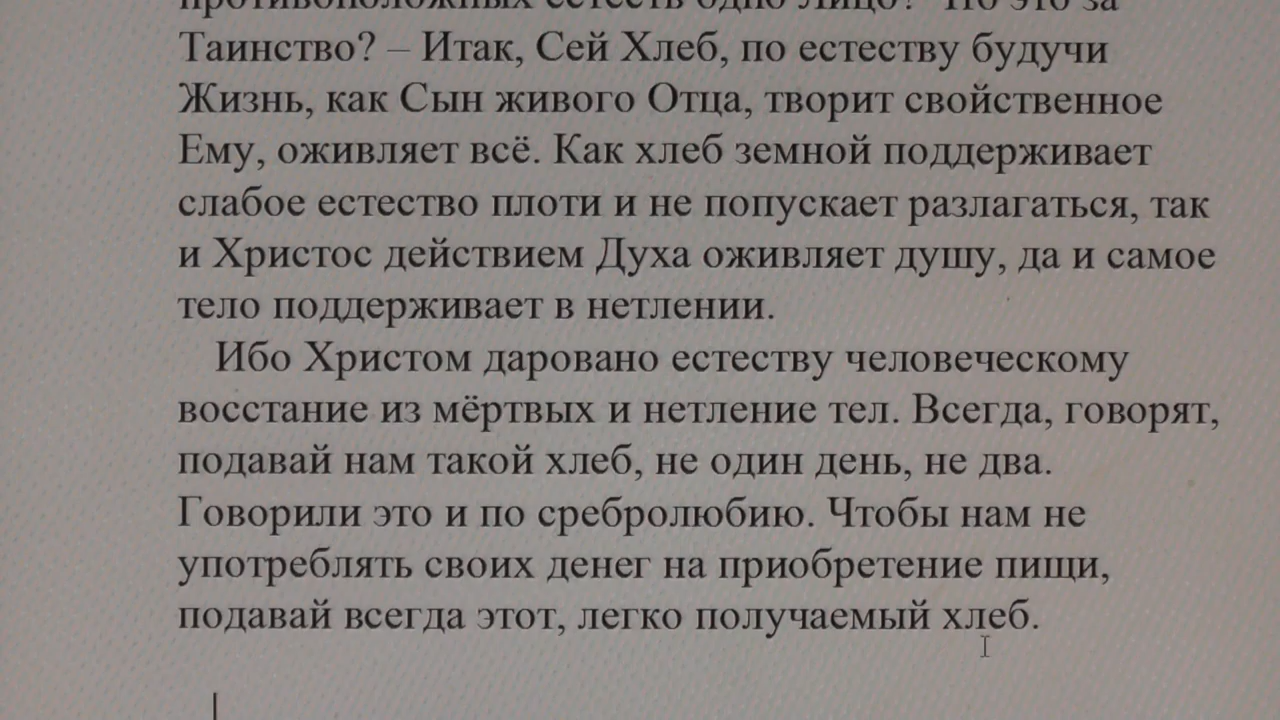 противоположных естеств одно Лицо?
Таинство? – Итак, Сей Хлеб, по естеству будучи
Жизнь, как Сын живого Отца, творит свойственное
Ему, оживляет всё. Как хлеб земной поддерживает
слабое естество плоти и не попускает разлагаться, так
и Христос действием Духа оживляет душу, да и самое
тело поддерживает в нетлении.
Ибо Христом даровано естеству человеческому
восстание из мёртвых и нетление тел. Всегда, говорят,
подавай нам такой хлеб, не один день, не два.
Говорили это и по сребролюбию. Чтобы нам не
употреблять своих денег на приобретение пищи,
подавай всегда этот, легко получаемый хлеб.